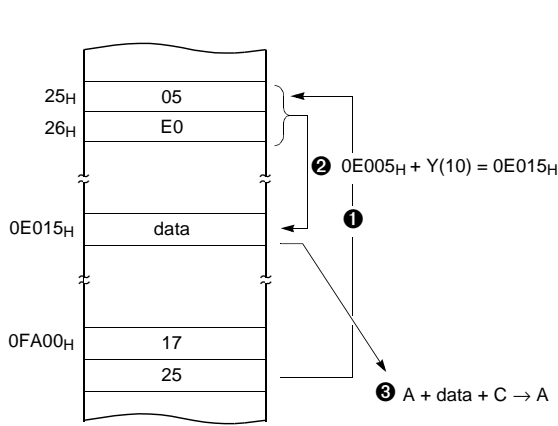 25H 05
26H E0
❷ 0E005H + Y(10) = 0E015H
❶
0E015H data
0FA00H 17
25
❸ A + data + C → A